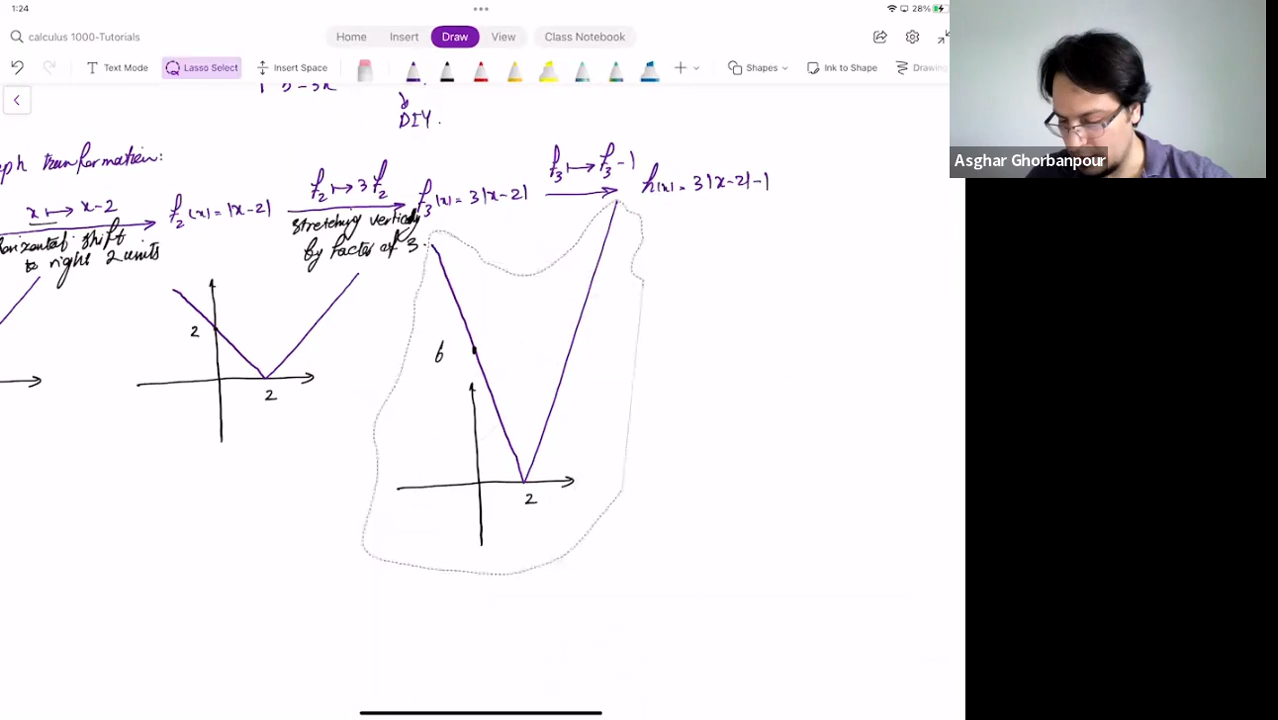 1:24
28%
calculus 1000-Tutorials
Home Insert Draw View Class Notebook
Text Mode Lasso Select Insert Space Shapes Ink to Shape Drawing
Asghar Ghorbanpour
DIY.
ph tranformation:
x ↦ x-2
horizontal shift
to right 2 units
f₂(x) = |x-2|
f₂ ↦ 3f₂
stretching vertically
by factor of 3.
f₃(x) = 3|x-2|
f₃ ↦ f₃-1
h(x) = 3|x-2|-1
2
2
6
2